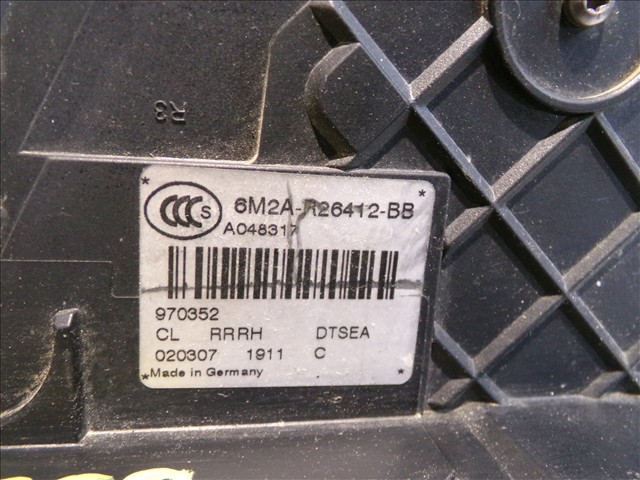 R3
CCC S
6M2A-R26412-BB
A048317
970352
CL RRRH DTSEA
020307 1911 C
Made in Germany